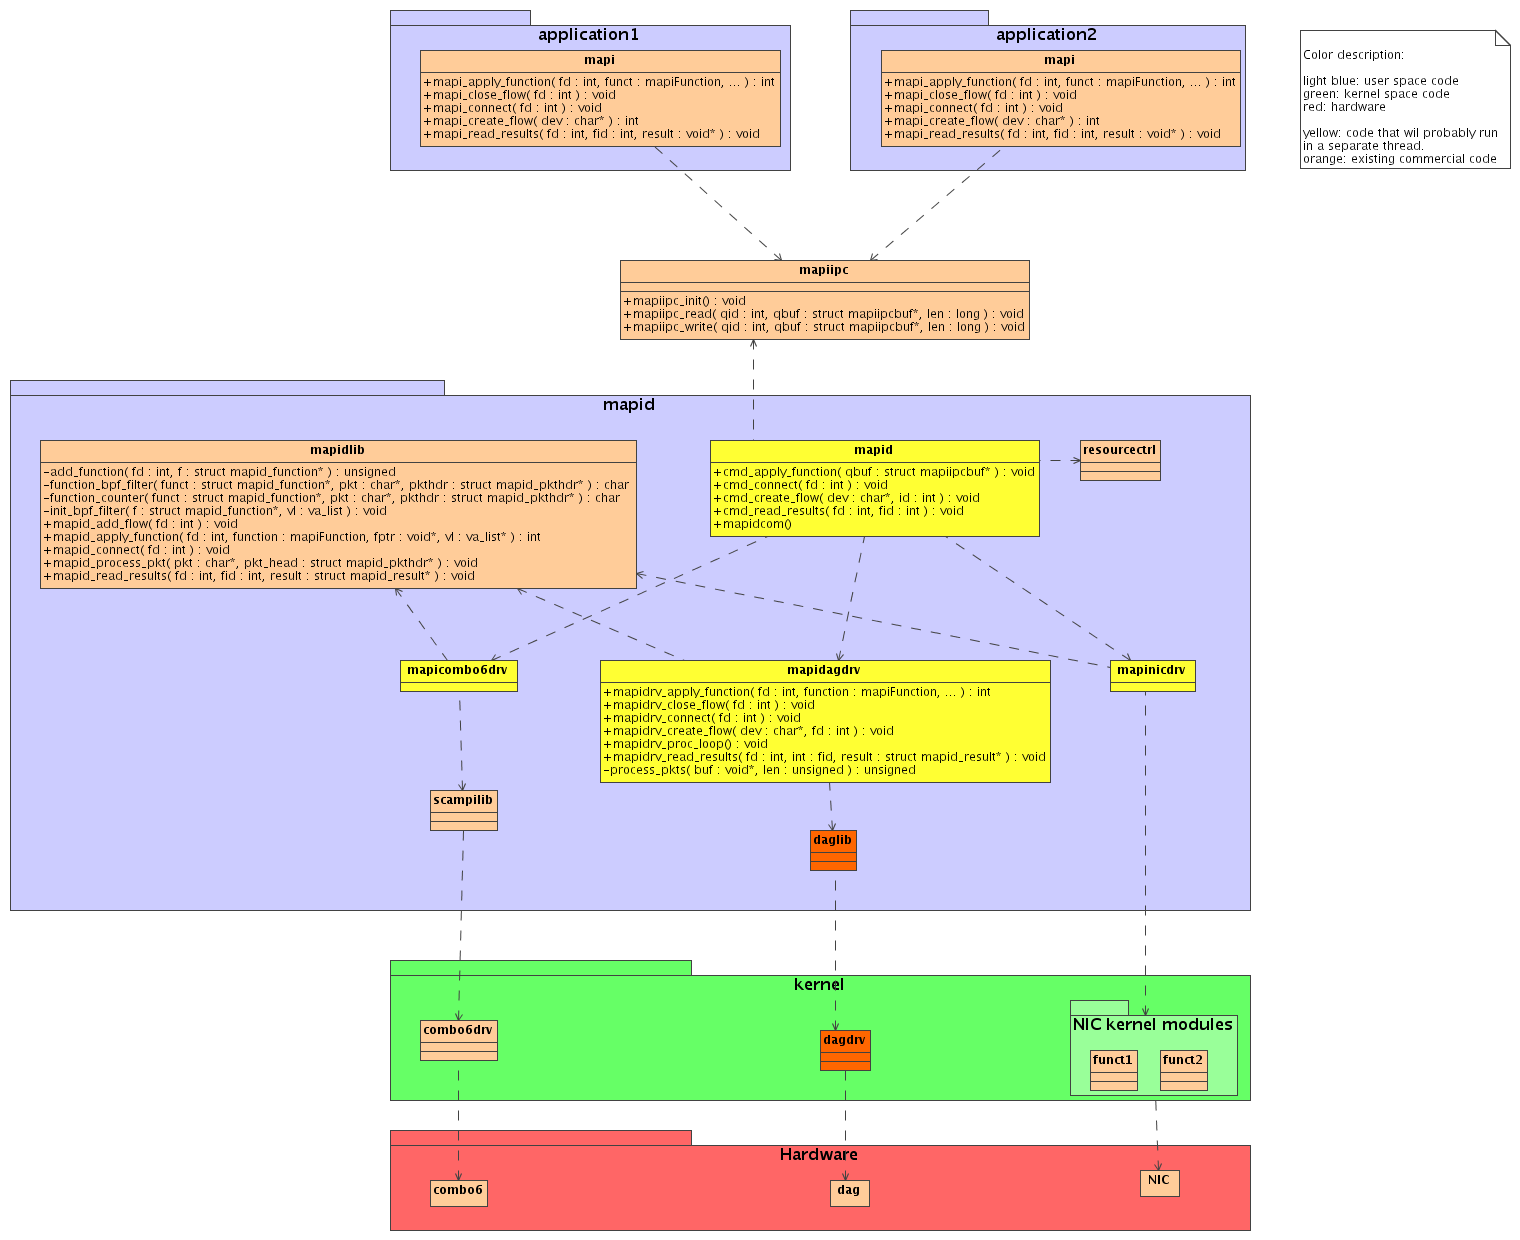 application1
mapi
+mapi_apply_function( fd : int, funct : mapiFunction, ... ) : int
+mapi_close_flow( fd : int ) : void
+mapi_connect( fd : int ) : void
+mapi_create_flow( dev : char* ) : int
+mapi_read_results( fd : int, fid : int, result : void* ) : void
application2
mapi
+mapi_apply_function( fd : int, funct : mapiFunction, ... ) : int
+mapi_close_flow( fd : int ) : void
+mapi_connect( fd : int ) : void
+mapi_create_flow( dev : char* ) : int
+mapi_read_results( fd : int, fid : int, result : void* ) : void
Color description:
light blue: user space code
green: kernel space code
red: hardware
yellow: code that wil probably run
in a separate thread.
orange: existing commercial code
mapiipc
+mapiipc_init() : void
+mapiipc_read( qid : int, qbuf : struct mapiipcbuf*, len : long ) : void
+mapiipc_write( qid : int, qbuf : struct mapiipcbuf*, len : long ) : void
mapid
mapidlib
-add_function( fd : int, f : struct mapid_function* ) : unsigned
-function_bpf_filter( funct : struct mapid_function*, pkt : char*, pkthdr : struct mapid_pkthdr* ) : char
-function_counter( funct : struct mapid_function*, pkt : char*, pkthdr : struct mapid_pkthdr* ) : char
-init_bpf_filter( f : struct mapid_function*, vl : va_list ) : void
+mapid_add_flow( fd : int ) : void
+mapid_apply_function( fd : int, function : mapiFunction, fptr : void*, vl : va_list* ) : int
+mapid_connect( fd : int ) : void
+mapid_process_pkt( pkt : char*, pkt_head : struct mapid_pkthdr* ) : void
+mapid_read_results( fd : int, fid : int, result : struct mapid_result* ) : void
mapid
+cmd_apply_function( qbuf : struct mapiipcbuf* ) : void
+cmd_connect( fd : int ) : void
+cmd_create_flow( dev : char*, id : int ) : void
+cmd_read_results( fd : int, fid : int ) : void
+mapidcom()
resourcectrl
mapicombo6drv
mapidagdrv
+mapidrv_apply_function( fd : int, function : mapiFunction, ... ) : int
+mapidrv_close_flow( fd : int ) : void
+mapidrv_connect( fd : int ) : void
+mapidrv_create_flow( dev : char*, fd : int ) : void
+mapidrv_proc_loop() : void
+mapidrv_read_results( fd : int, int : fid, result : struct mapid_result* ) : void
-process_pkts( buf : void*, len : unsigned ) : unsigned
mapinicdrv
scampilib
daglib
kernel
combo6drv
dagdrv
NIC kernel modules
funct1
funct2
Hardware
combo6
dag
NIC